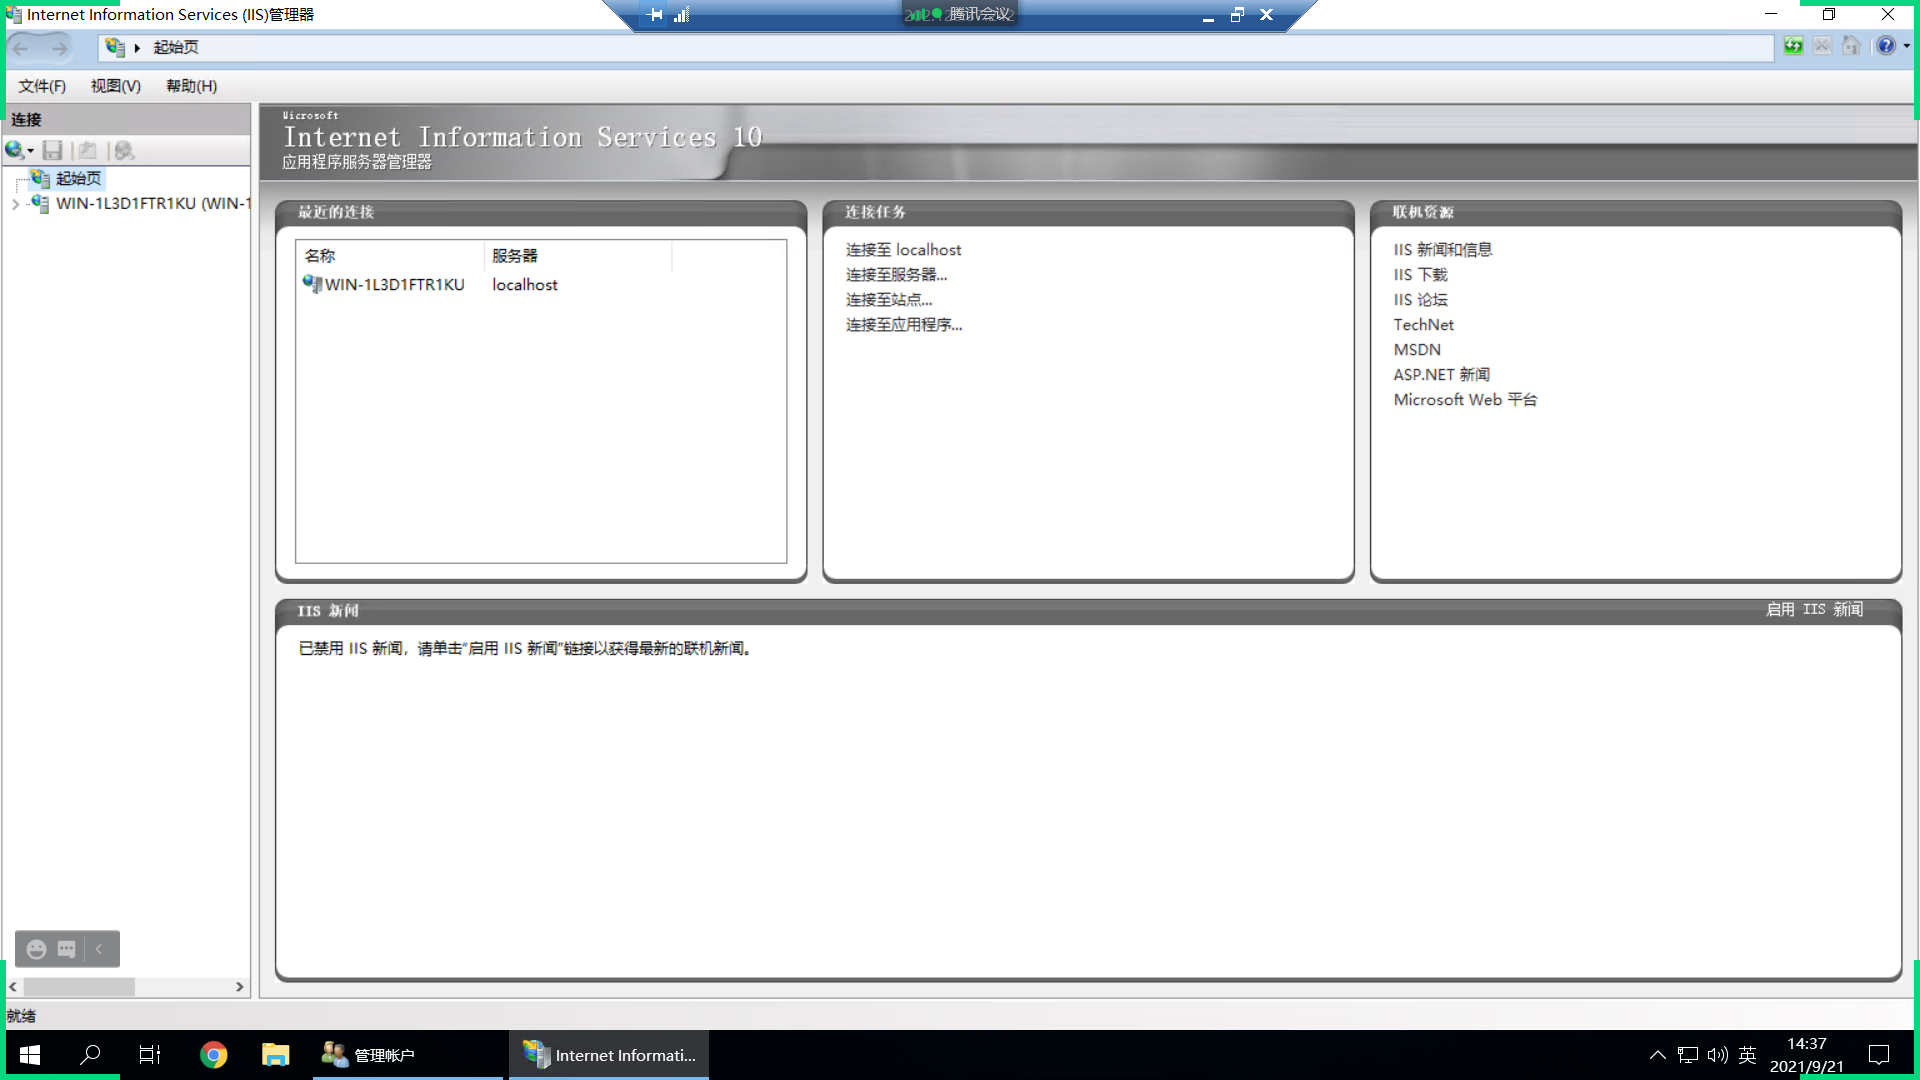 Internet Information Services (IIS)管理器
腾讯会议
起始页
文件(F) 视图(V) 帮助(H)
连接
起始页
WIN-1L3D1FTR1KU (WIN-1
Microsoft
Internet Information Services 10
应用程序服务器管理器
最近的连接
名称 服务器
WIN-1L3D1FTR1KU localhost
连接任务
连接至 localhost
连接至服务器...
连接至站点...
连接至应用程序...
联机资源
IIS 新闻和信息
IIS 下载
IIS 论坛
TechNet
MSDN
ASP.NET 新闻
Microsoft Web 平台
IIS 新闻 启用 IIS 新闻
已禁用 IIS 新闻，请单击“启用 IIS 新闻”链接以获得最新的联机新闻。
就绪
管理帐户
Internet Informati...
英
14:37
2021/9/21